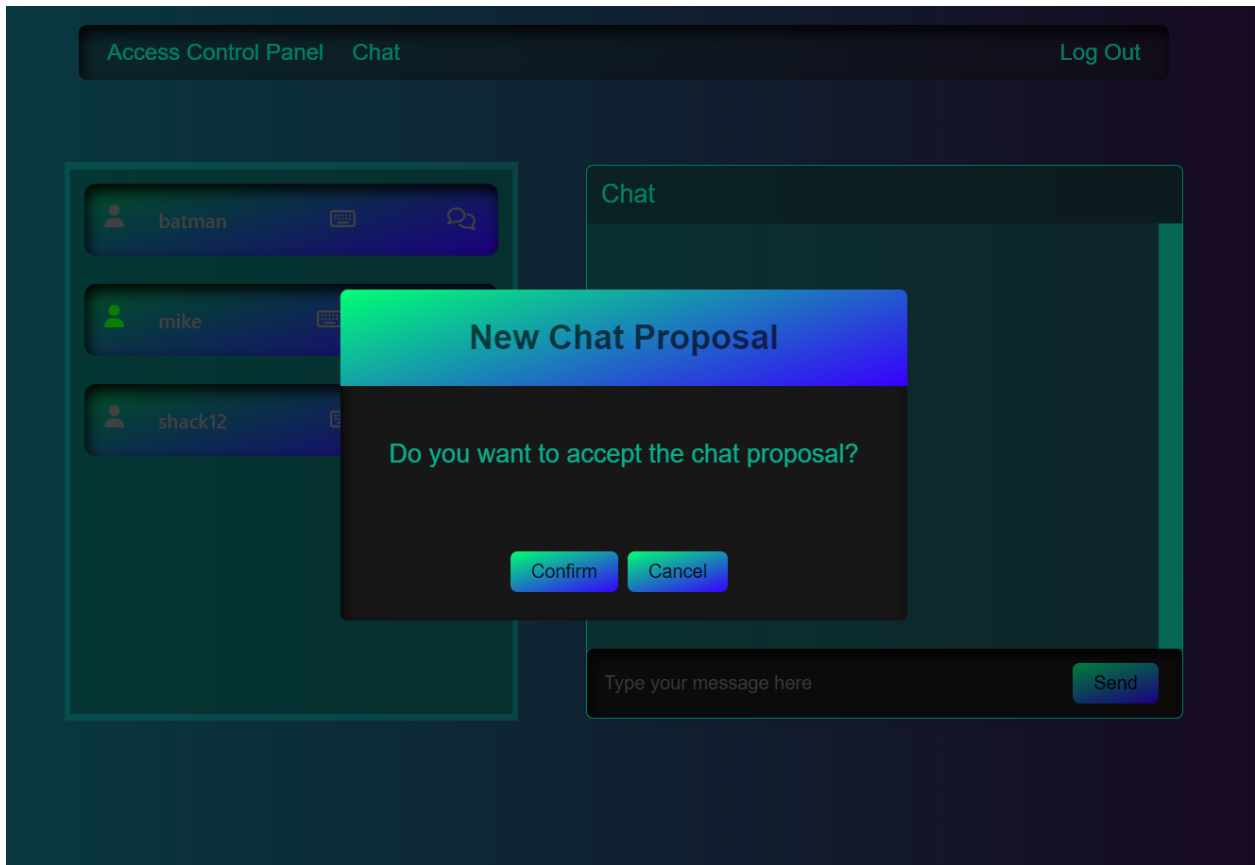 Access Control Panel Chat Log Out
batman
mike
shack12
Chat
New Chat Proposal
Do you want to accept the chat proposal?
Confirm Cancel
Type your message here Send